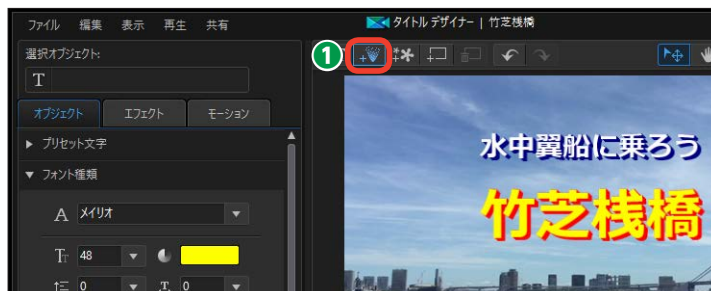 ファイル 編集 表示 再生 共有
タイトル デザイナー | 竹芝桟橋
選択オブジェクト:
T
1
オブジェクト エフェクト モーション
プリセット文字
フォント種類
A メイリオ
48
0 0
水中翼船に乗ろう
竹芝桟橋